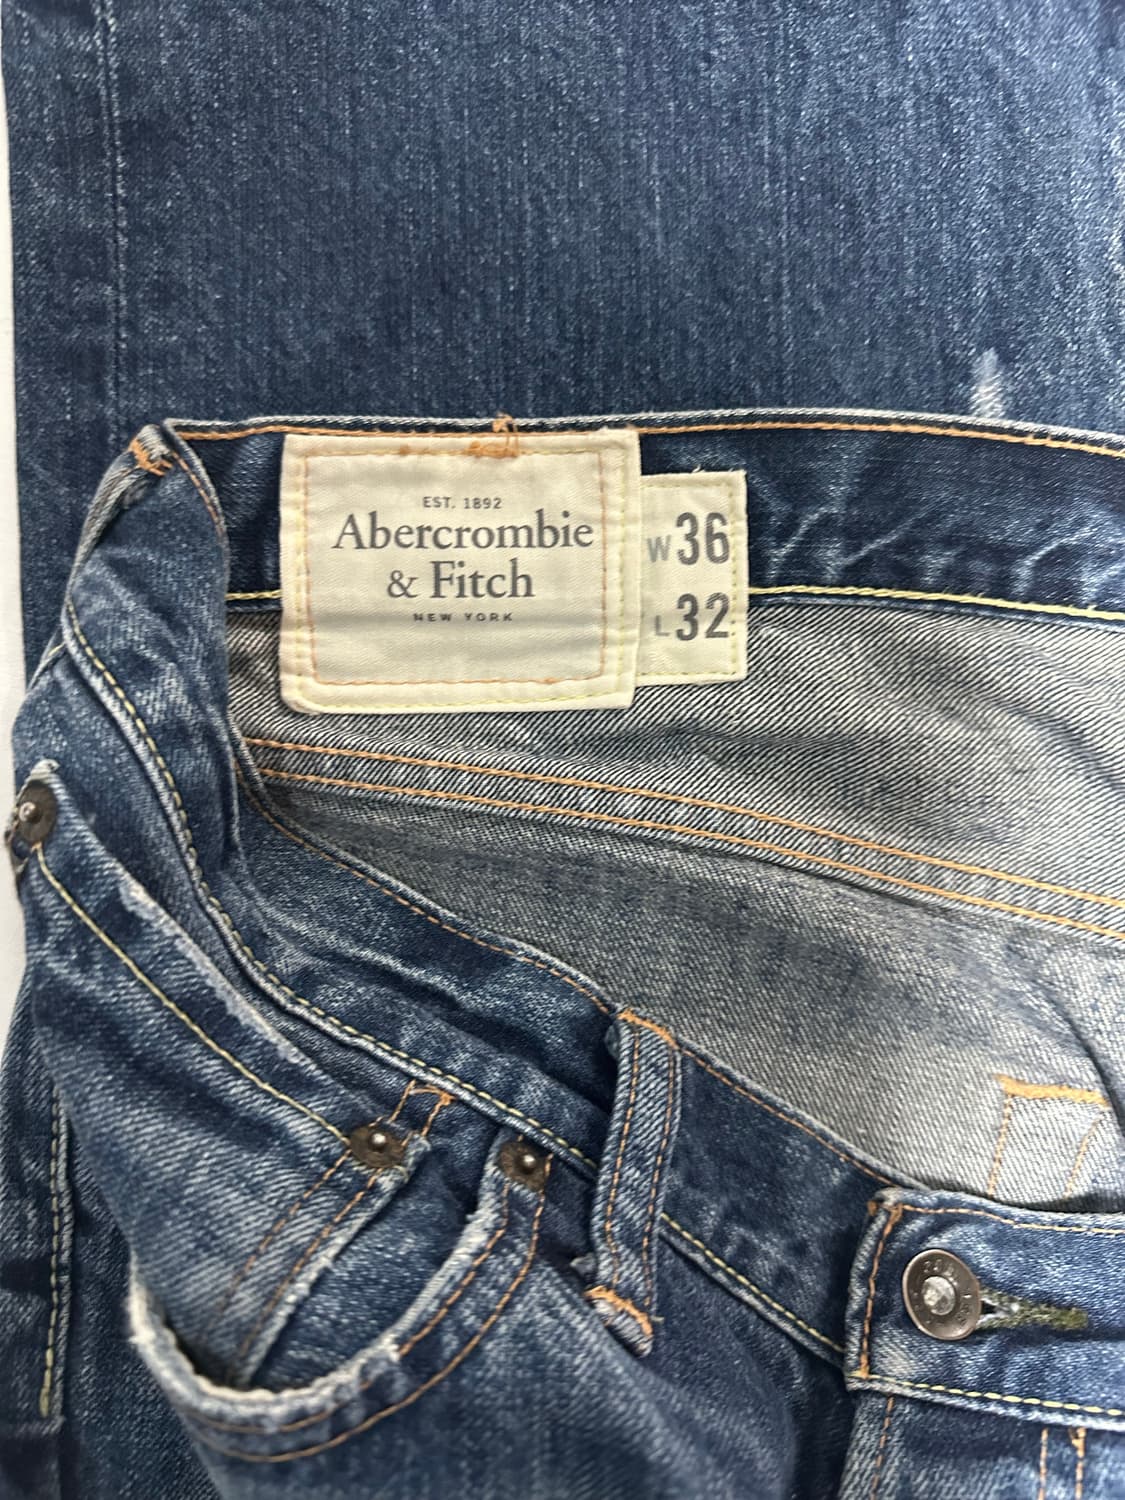 EST. 1892
Abercrombie
& Fitch
NEW YORK
W36
L32